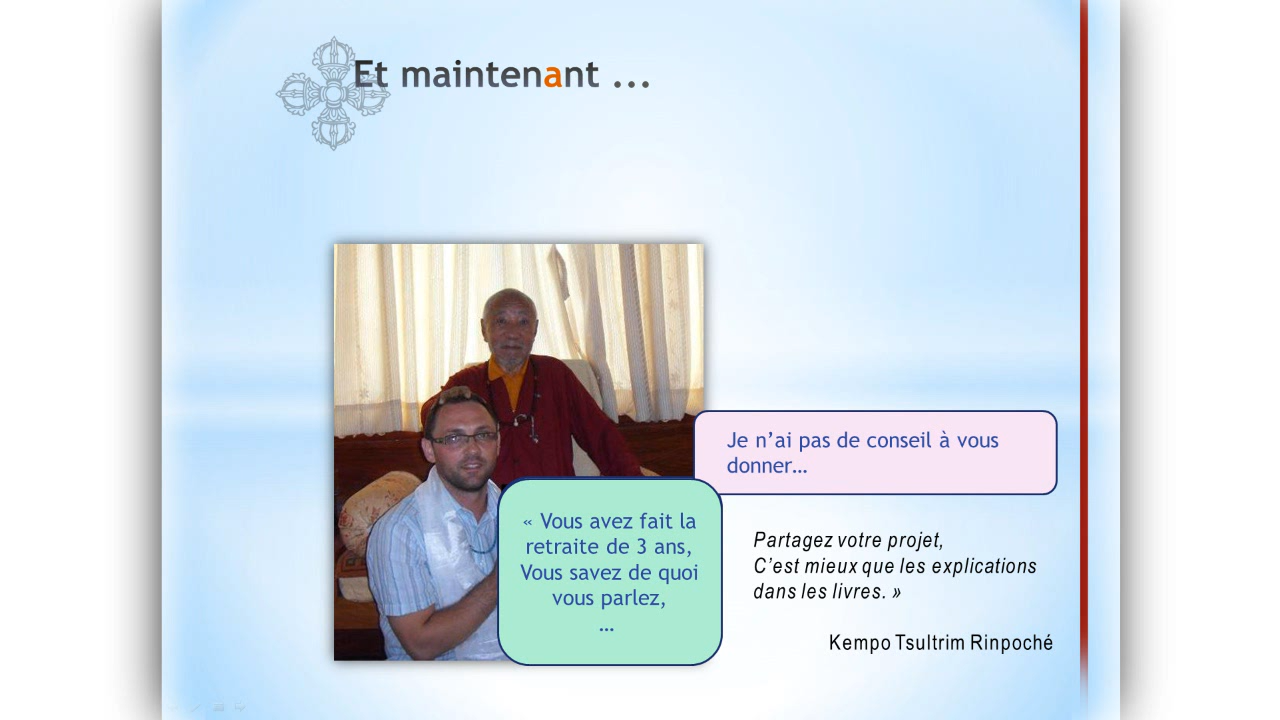 Et maintenant ...
Je n’ai pas de conseil à vous
donner…
« Vous avez fait la
retraite de 3 ans,
Vous savez de quoi
vous parlez,
…
Partagez votre projet,
C’est mieux que les explications
dans les livres. »
Kempo Tsultrim Rinpoché